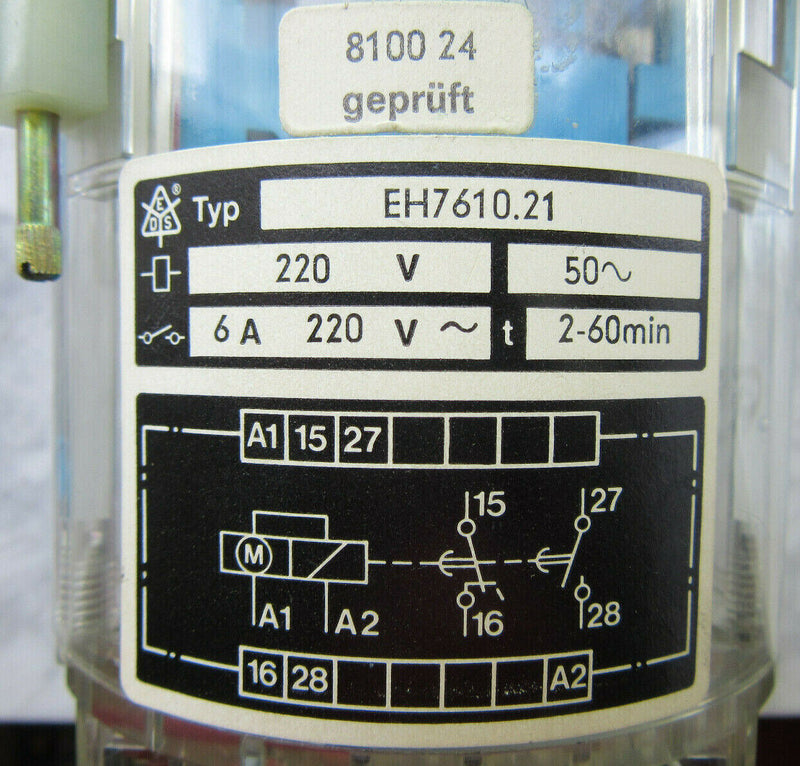 8100 24
geprüft
E D S ® Typ EH7610.21
220 V 50~
6 A 220 V ~ t 2-60min
A1 15 27
15 27
M
A1 A2 16 28
16 28 A2